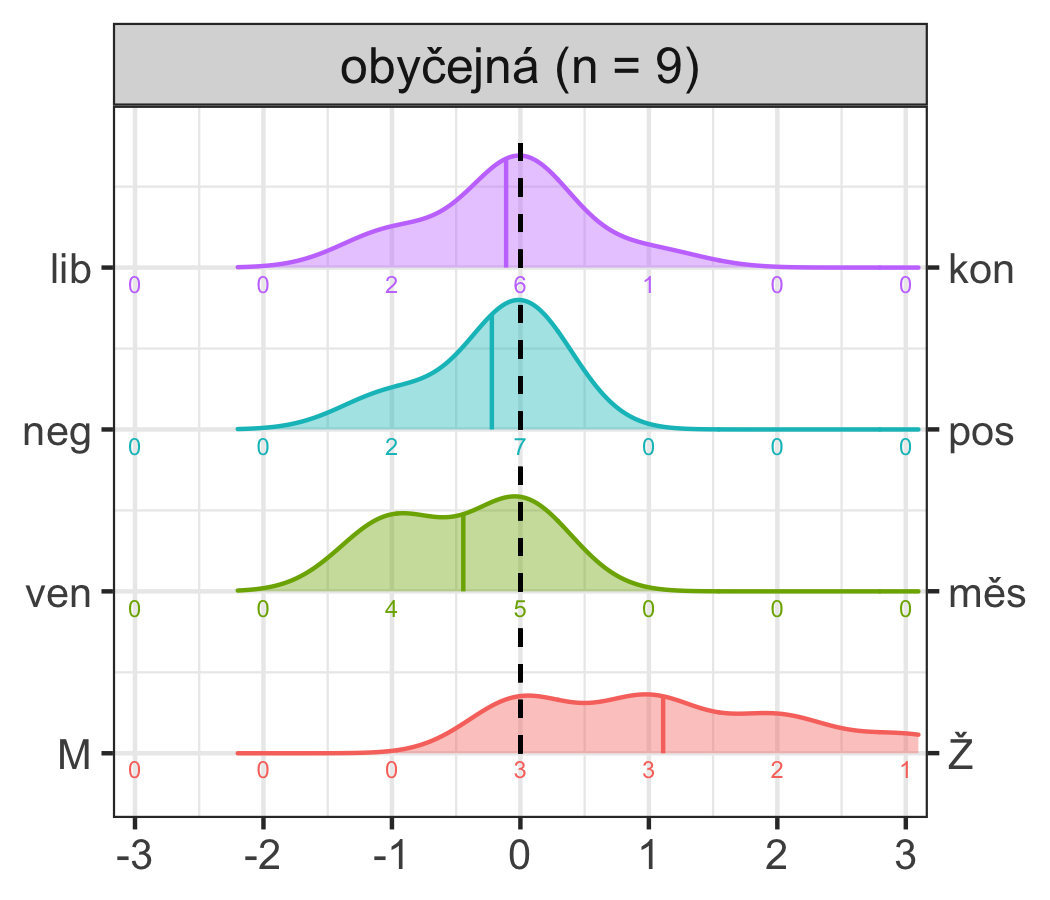 obyčejná (n = 9)
lib kon
0 0 2 6 1 0 0
neg pos
0 0 2 7 0 0 0
ven měs
0 0 4 5 0 0 0
M Ž
0 0 0 3 3 2 1
-3 -2 -1 0 1 2 3